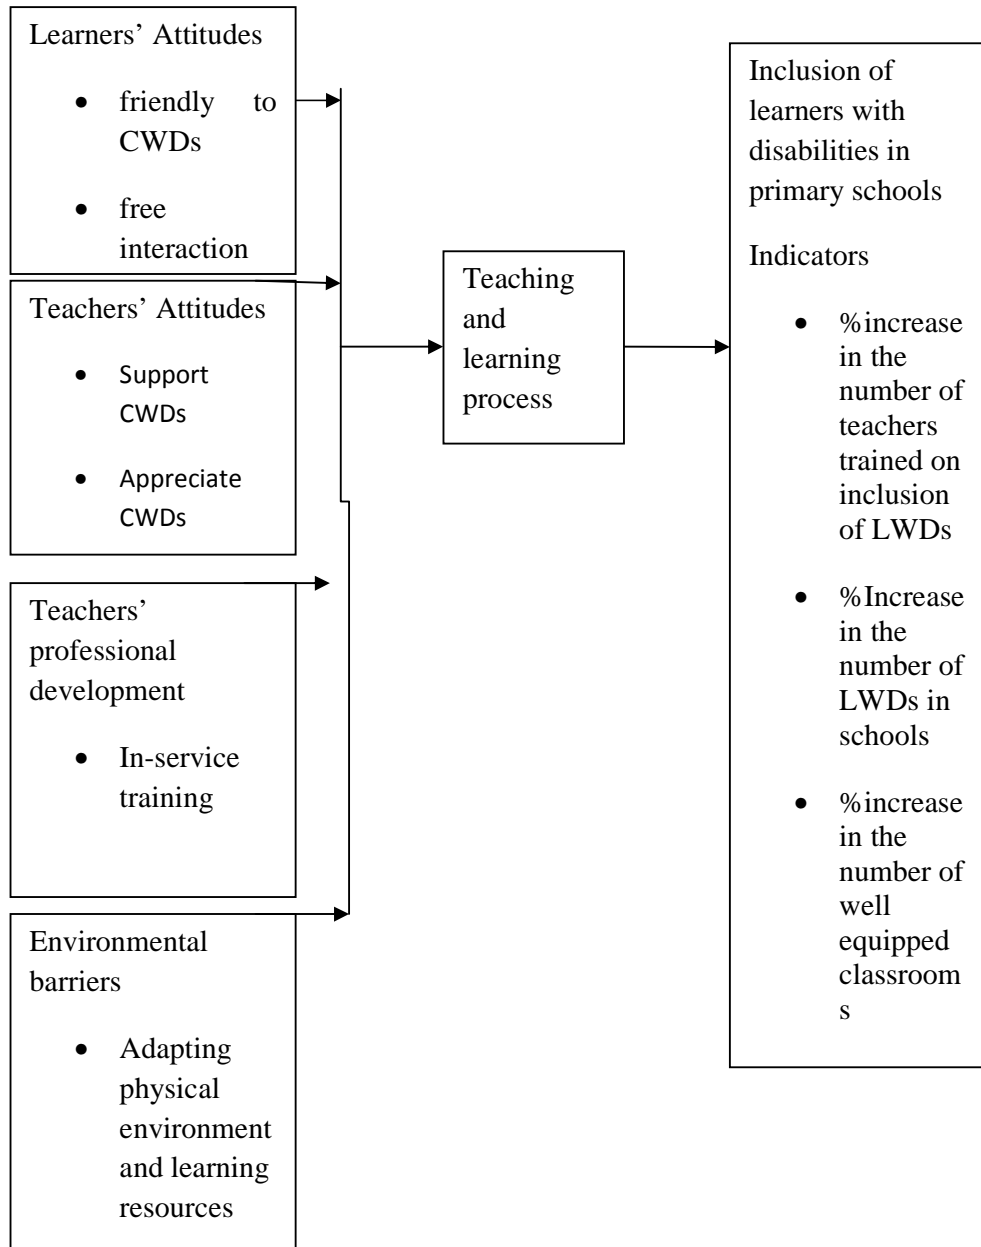 Learners’ Attitudes
• friendly to
CWDs
• free
interaction
Teachers’ Attitudes
• Support
CWDs
• Appreciate
CWDs
Teachers’
professional
development
• In-service
training
Environmental
barriers
• Adapting
physical
environment
and learning
resources
Teaching
and
learning
process
Inclusion of
learners with
disabilities in
primary schools
Indicators
• %increase
in the
number of
teachers
trained on
inclusion
of LWDs
• %Increase
in the
number of
LWDs in
schools
• %increase
in the
number of
well
equipped
classroom
s